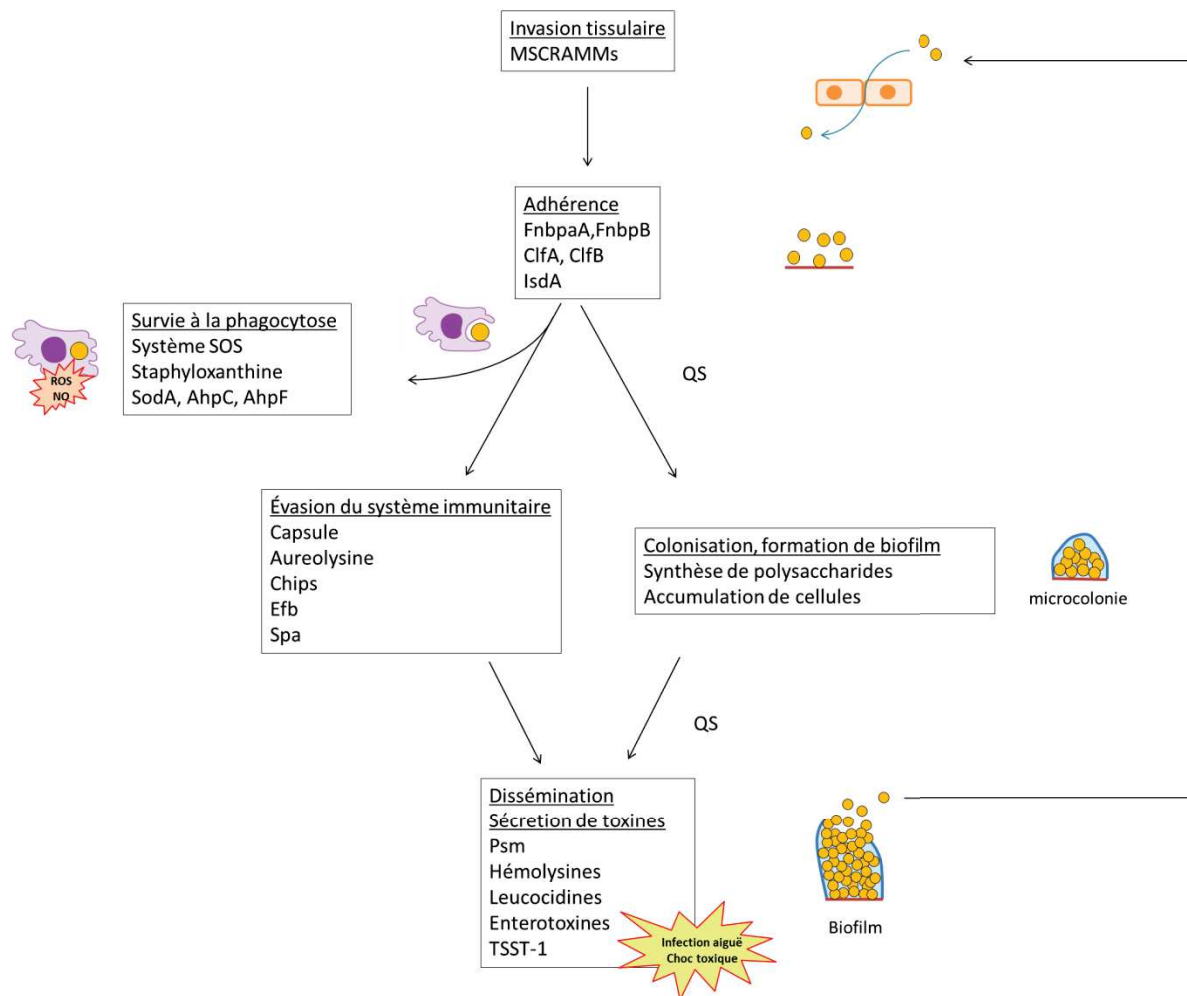 Invasion tissulaire
MSCRAMMs
Adhérence
FnbpaA,FnbpB
ClfA, ClfB
IsdA
Survie à la phagocytose
Système SOS
Staphyloxanthine
SodA, AhpC, AhpF
ROS
NO
QS
Évasion du système immunitaire
Capsule
Aureolysine
Chips
Efb
Spa
Colonisation, formation de biofilm
Synthèse de polysaccharides
Accumulation de cellules
microcolonie
QS
Dissémination
Sécretion de toxines
Psm
Hémolysines
Leucocidines
Enterotoxines
TSST-1
Infection aiguë
Choc toxique
Biofilm